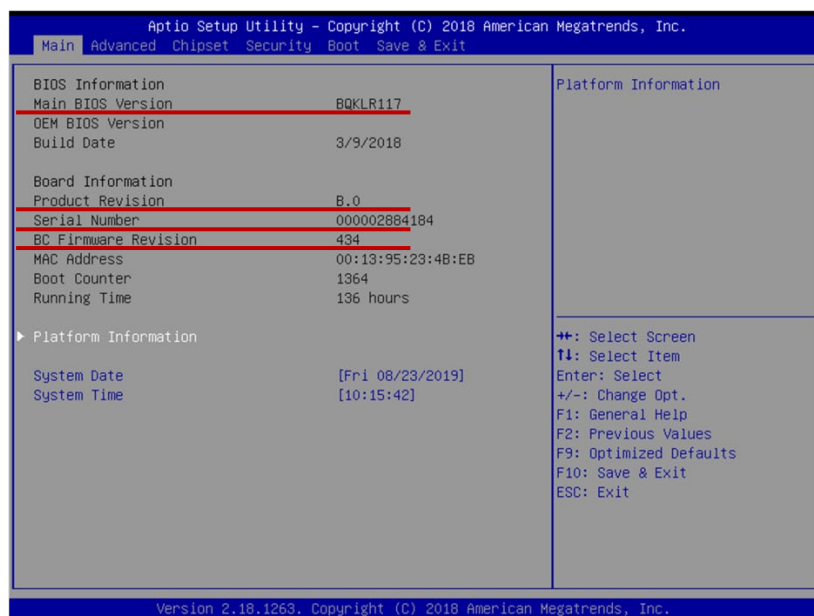 Aptio Setup Utility – Copyright (C) 2018 American Megatrends, Inc.
Main Advanced Chipset Security Boot Save & Exit
BIOS Information
Main BIOS Version BQKLR117
OEM BIOS Version
Build Date 3/9/2018
Board Information
Product Revision B.0
Serial Number 000002884184
BC Firmware Revision 434
MAC Address 00:13:95:23:4B:EB
Boot Counter 1364
Running Time 136 hours
Platform Information
System Date [Fri 08/23/2019]
System Time [10:15:42]
Platform Information
→←: Select Screen
↑↓: Select Item
Enter: Select
+/-: Change Opt.
F1: General Help
F2: Previous Values
F9: Optimized Defaults
F10: Save & Exit
ESC: Exit
Version 2.18.1263. Copyright (C) 2018 American Megatrends, Inc.